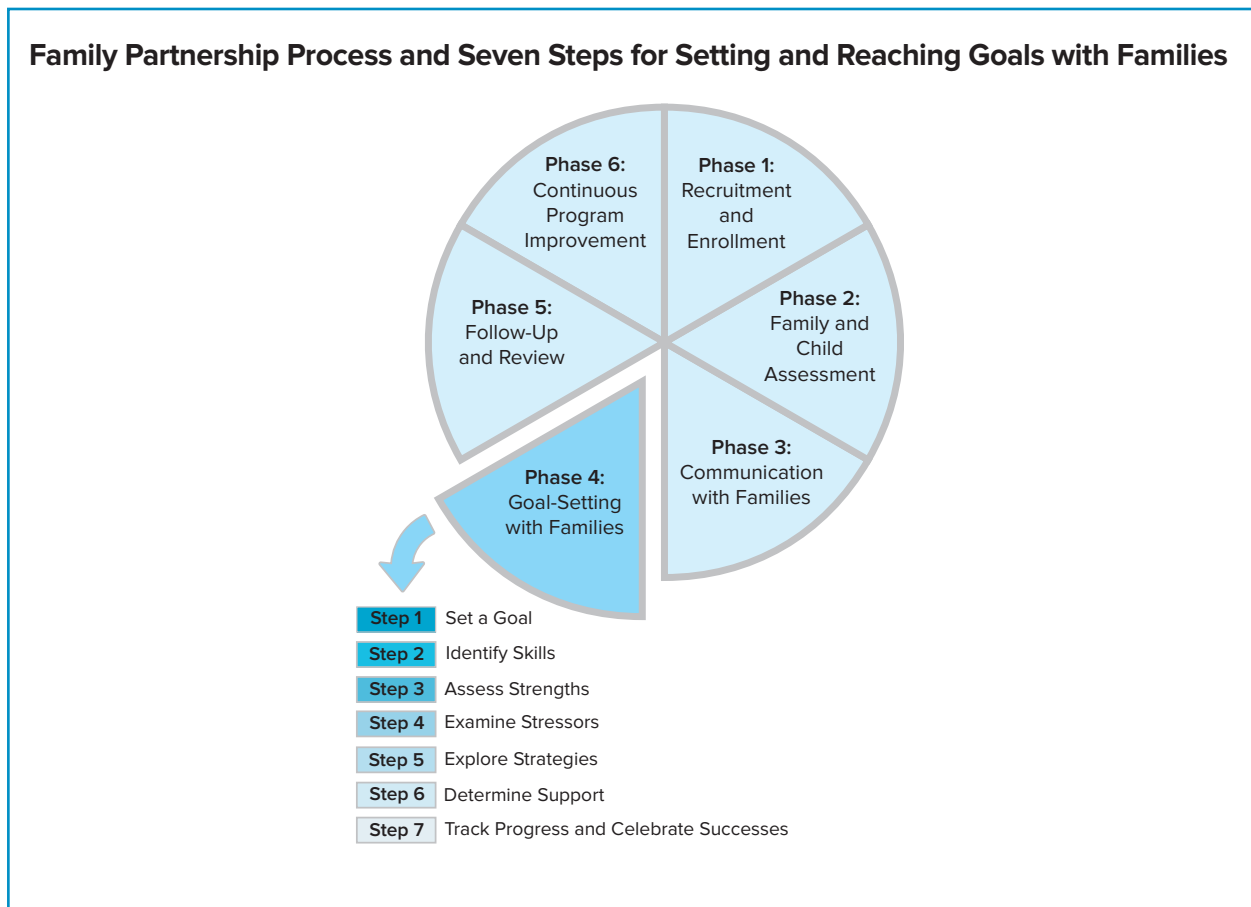 Family Partnership Process and Seven Steps for Setting and Reaching Goals with Families
Phase 1:
Recruitment
and
Enrollment
Phase 2:
Family and
Child
Assessment
Phase 3:
Communication
with Families
Phase 4:
Goal-Setting
with Families
Phase 5:
Follow-Up
and Review
Phase 6:
Continuous
Program
Improvement
Step 1 Set a Goal
Step 2 Identify Skills
Step 3 Assess Strengths
Step 4 Examine Stressors
Step 5 Explore Strategies
Step 6 Determine Support
Step 7 Track Progress and Celebrate Successes